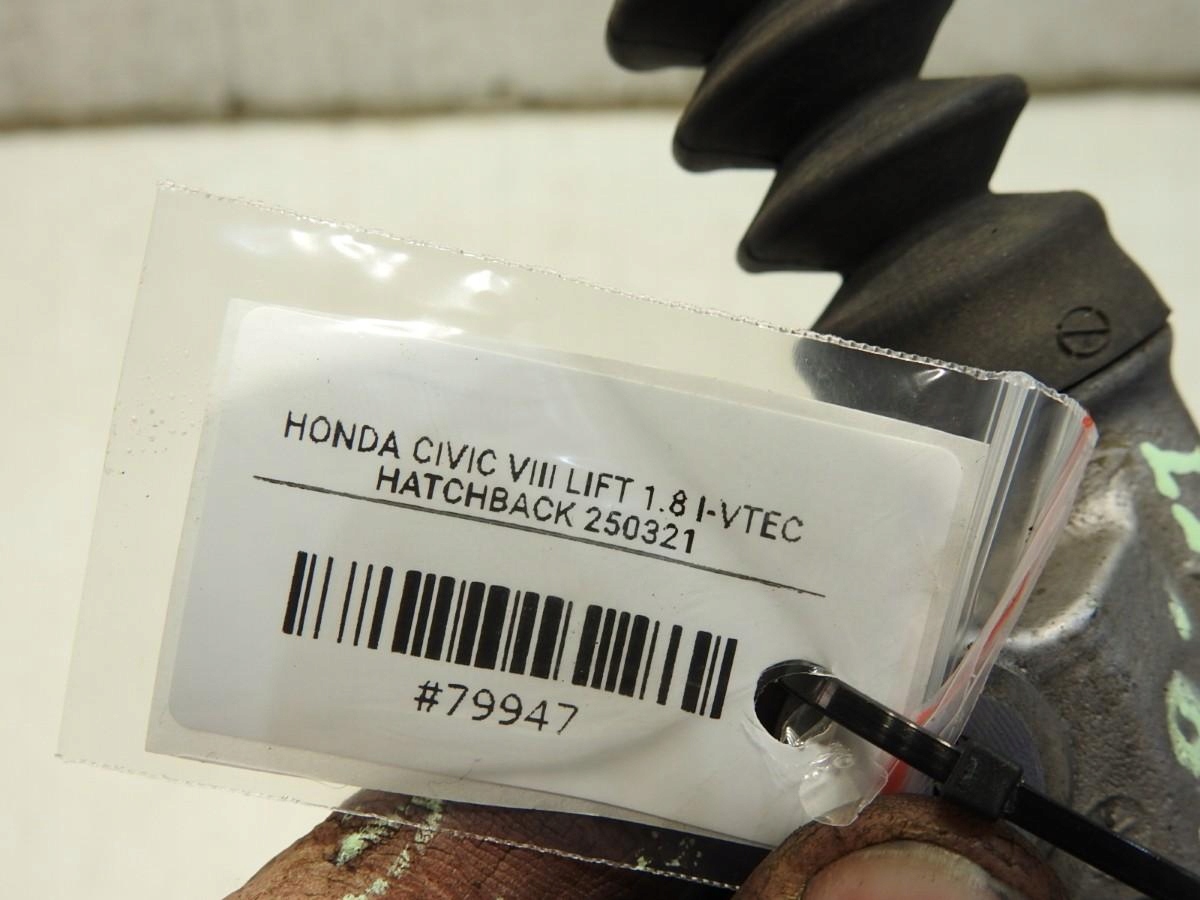 HONDA CIVIC VIII LIFT 1.8 I-VTEC
HATCHBACK 250321
#79947